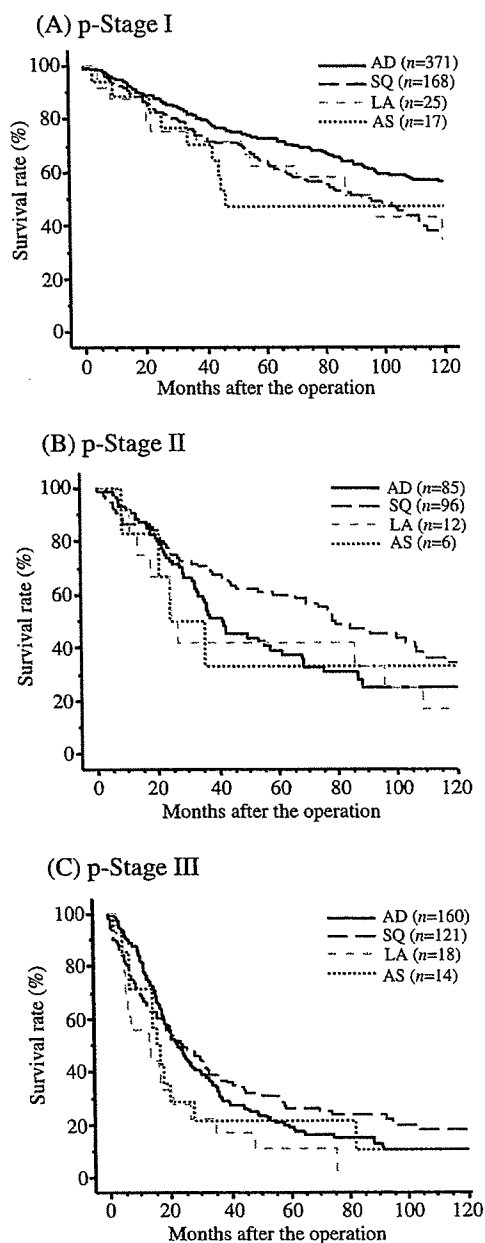 (A) p-Stage I
AD (n=371)
SQ (n=168)
LA (n=25)
AS (n=17)
100
80
60
40
20
0
Survival rate (%)
0 20 40 60 80 100 120
Months after the operation
(B) p-Stage II
AD (n=85)
SQ (n=96)
LA (n=12)
AS (n=6)
100
80
60
40
20
0
Survival rate (%)
0 20 40 60 80 100 120
Months after the operation
(C) p-Stage III
AD (n=160)
SQ (n=121)
LA (n=18)
AS (n=14)
100
80
60
40
20
0
Survival rate (%)
0 20 40 60 80 100 120
Months after the operation